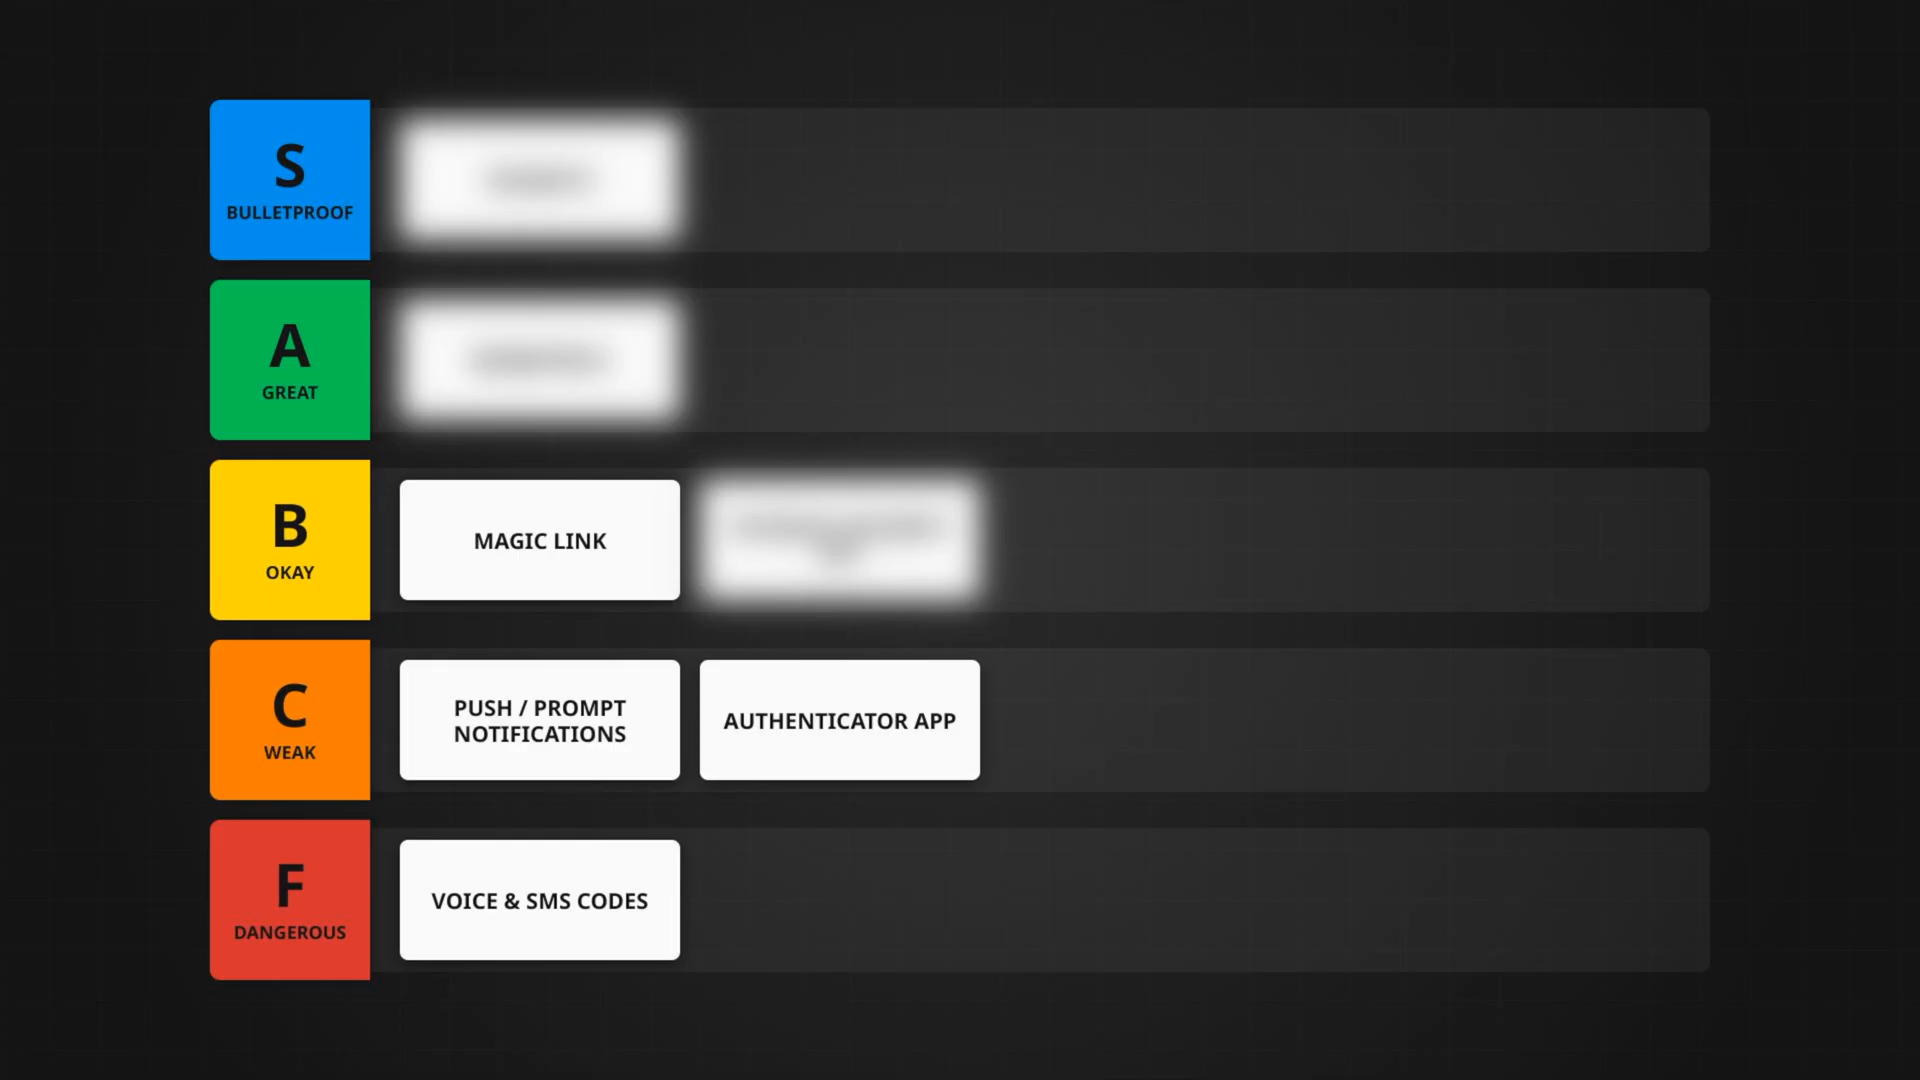 S
BULLETPROOF
A
GREAT
B
OKAY
MAGIC LINK
C
WEAK
PUSH / PROMPT
NOTIFICATIONS
AUTHENTICATOR APP
F
DANGEROUS
VOICE & SMS CODES